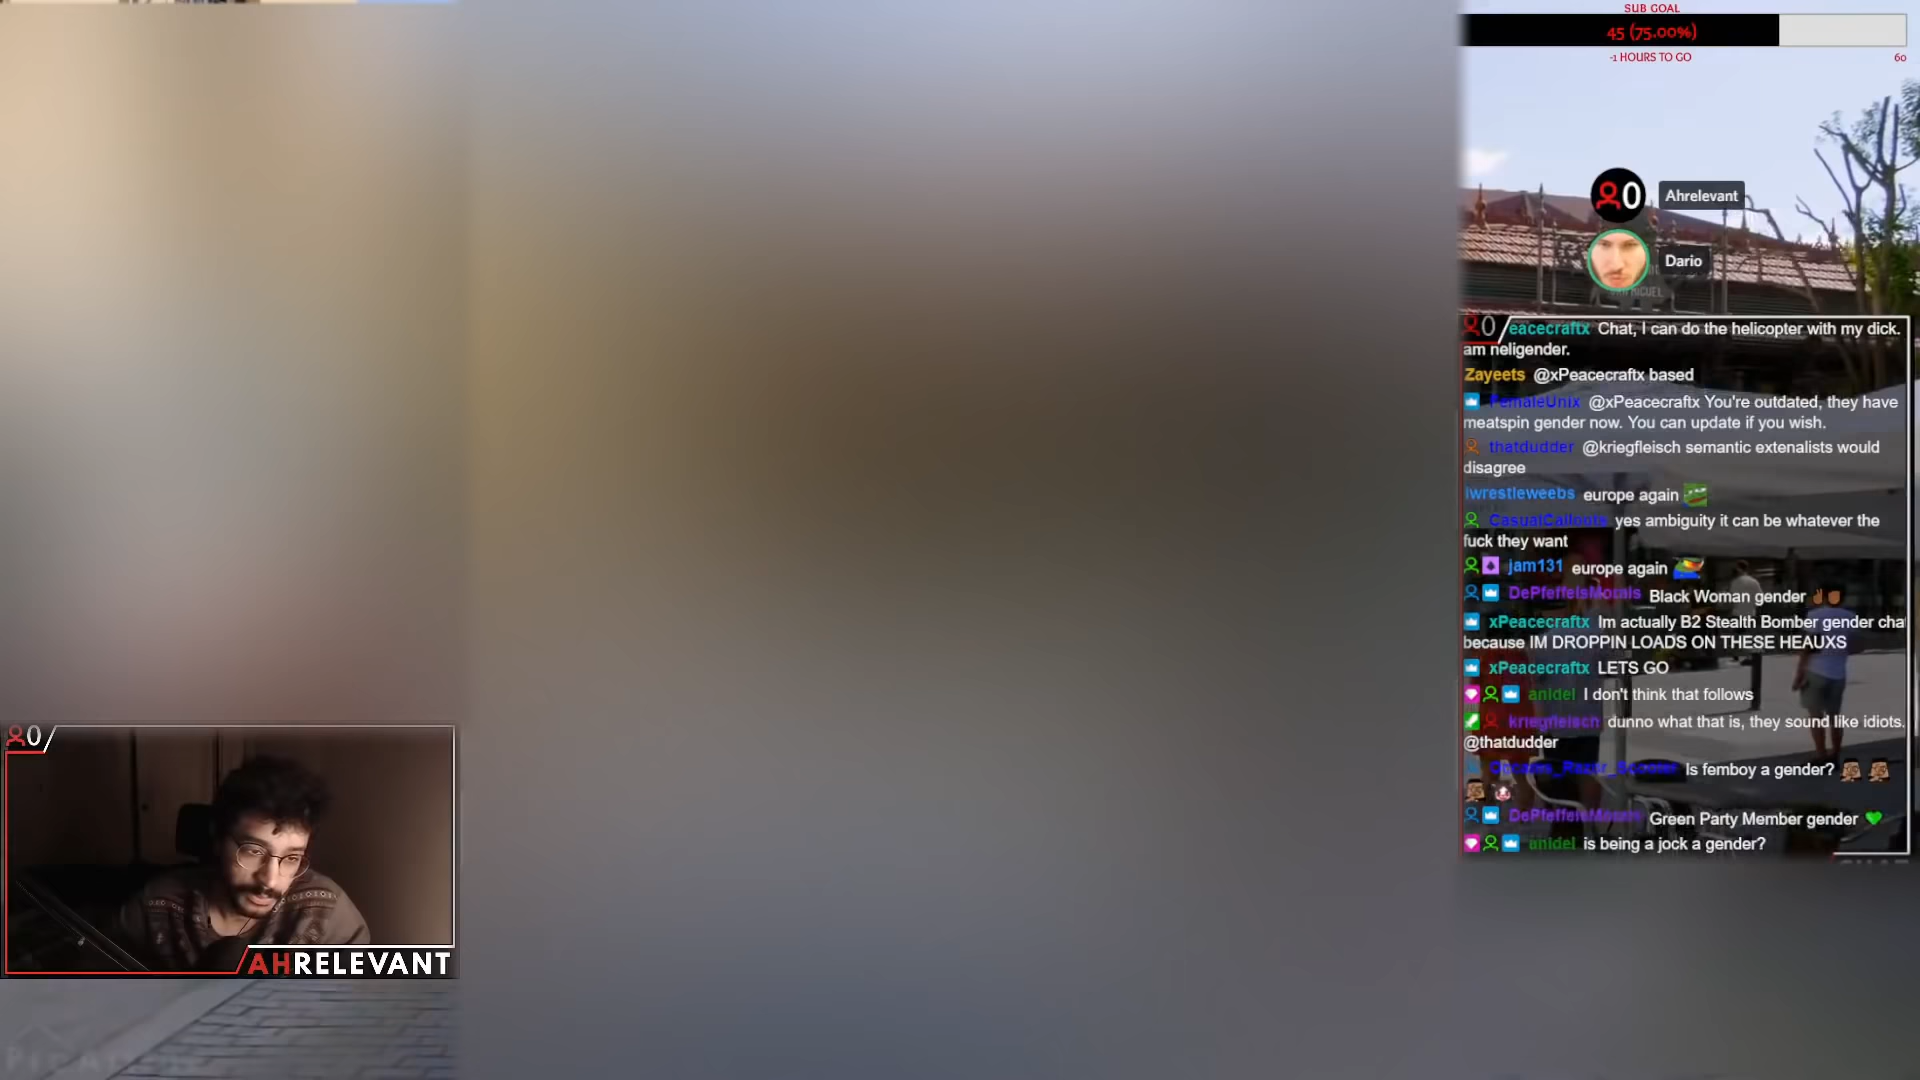 SUB GOAL
45 (75.00%)
-1 HOURS TO GO
60
0 Ahrelevant
Dario
0
eacecraftx Chat, I can do the helicopter with my dick.
am neligender.
Zayeets @xPeacecraftx based
FemaleUnix @xPeacecraftx You're outdated, they have
meatspin gender now. You can update if you wish.
thatdudder @kriegfleisch semantic extenalists would
disagree
iwrestleweebs europe again
yes ambiguity it can be whatever the
fuck they want
jam131 europe again
DePfeffelsMorals Black Woman gender
xPeacecraftx Im actually B2 Stealth Bomber gender cha
because IM DROPPIN LOADS ON THESE HEAUXS
xPeacecraftx LETS GO
anidel I don't think that follows
kriegfleisch dunno what that is, they sound like idiots.
@thatdudder
Is femboy a gender?
DePfeffelsMorals Green Party Member gender
anidel is being a jock a gender?
0
AHRELEVANT